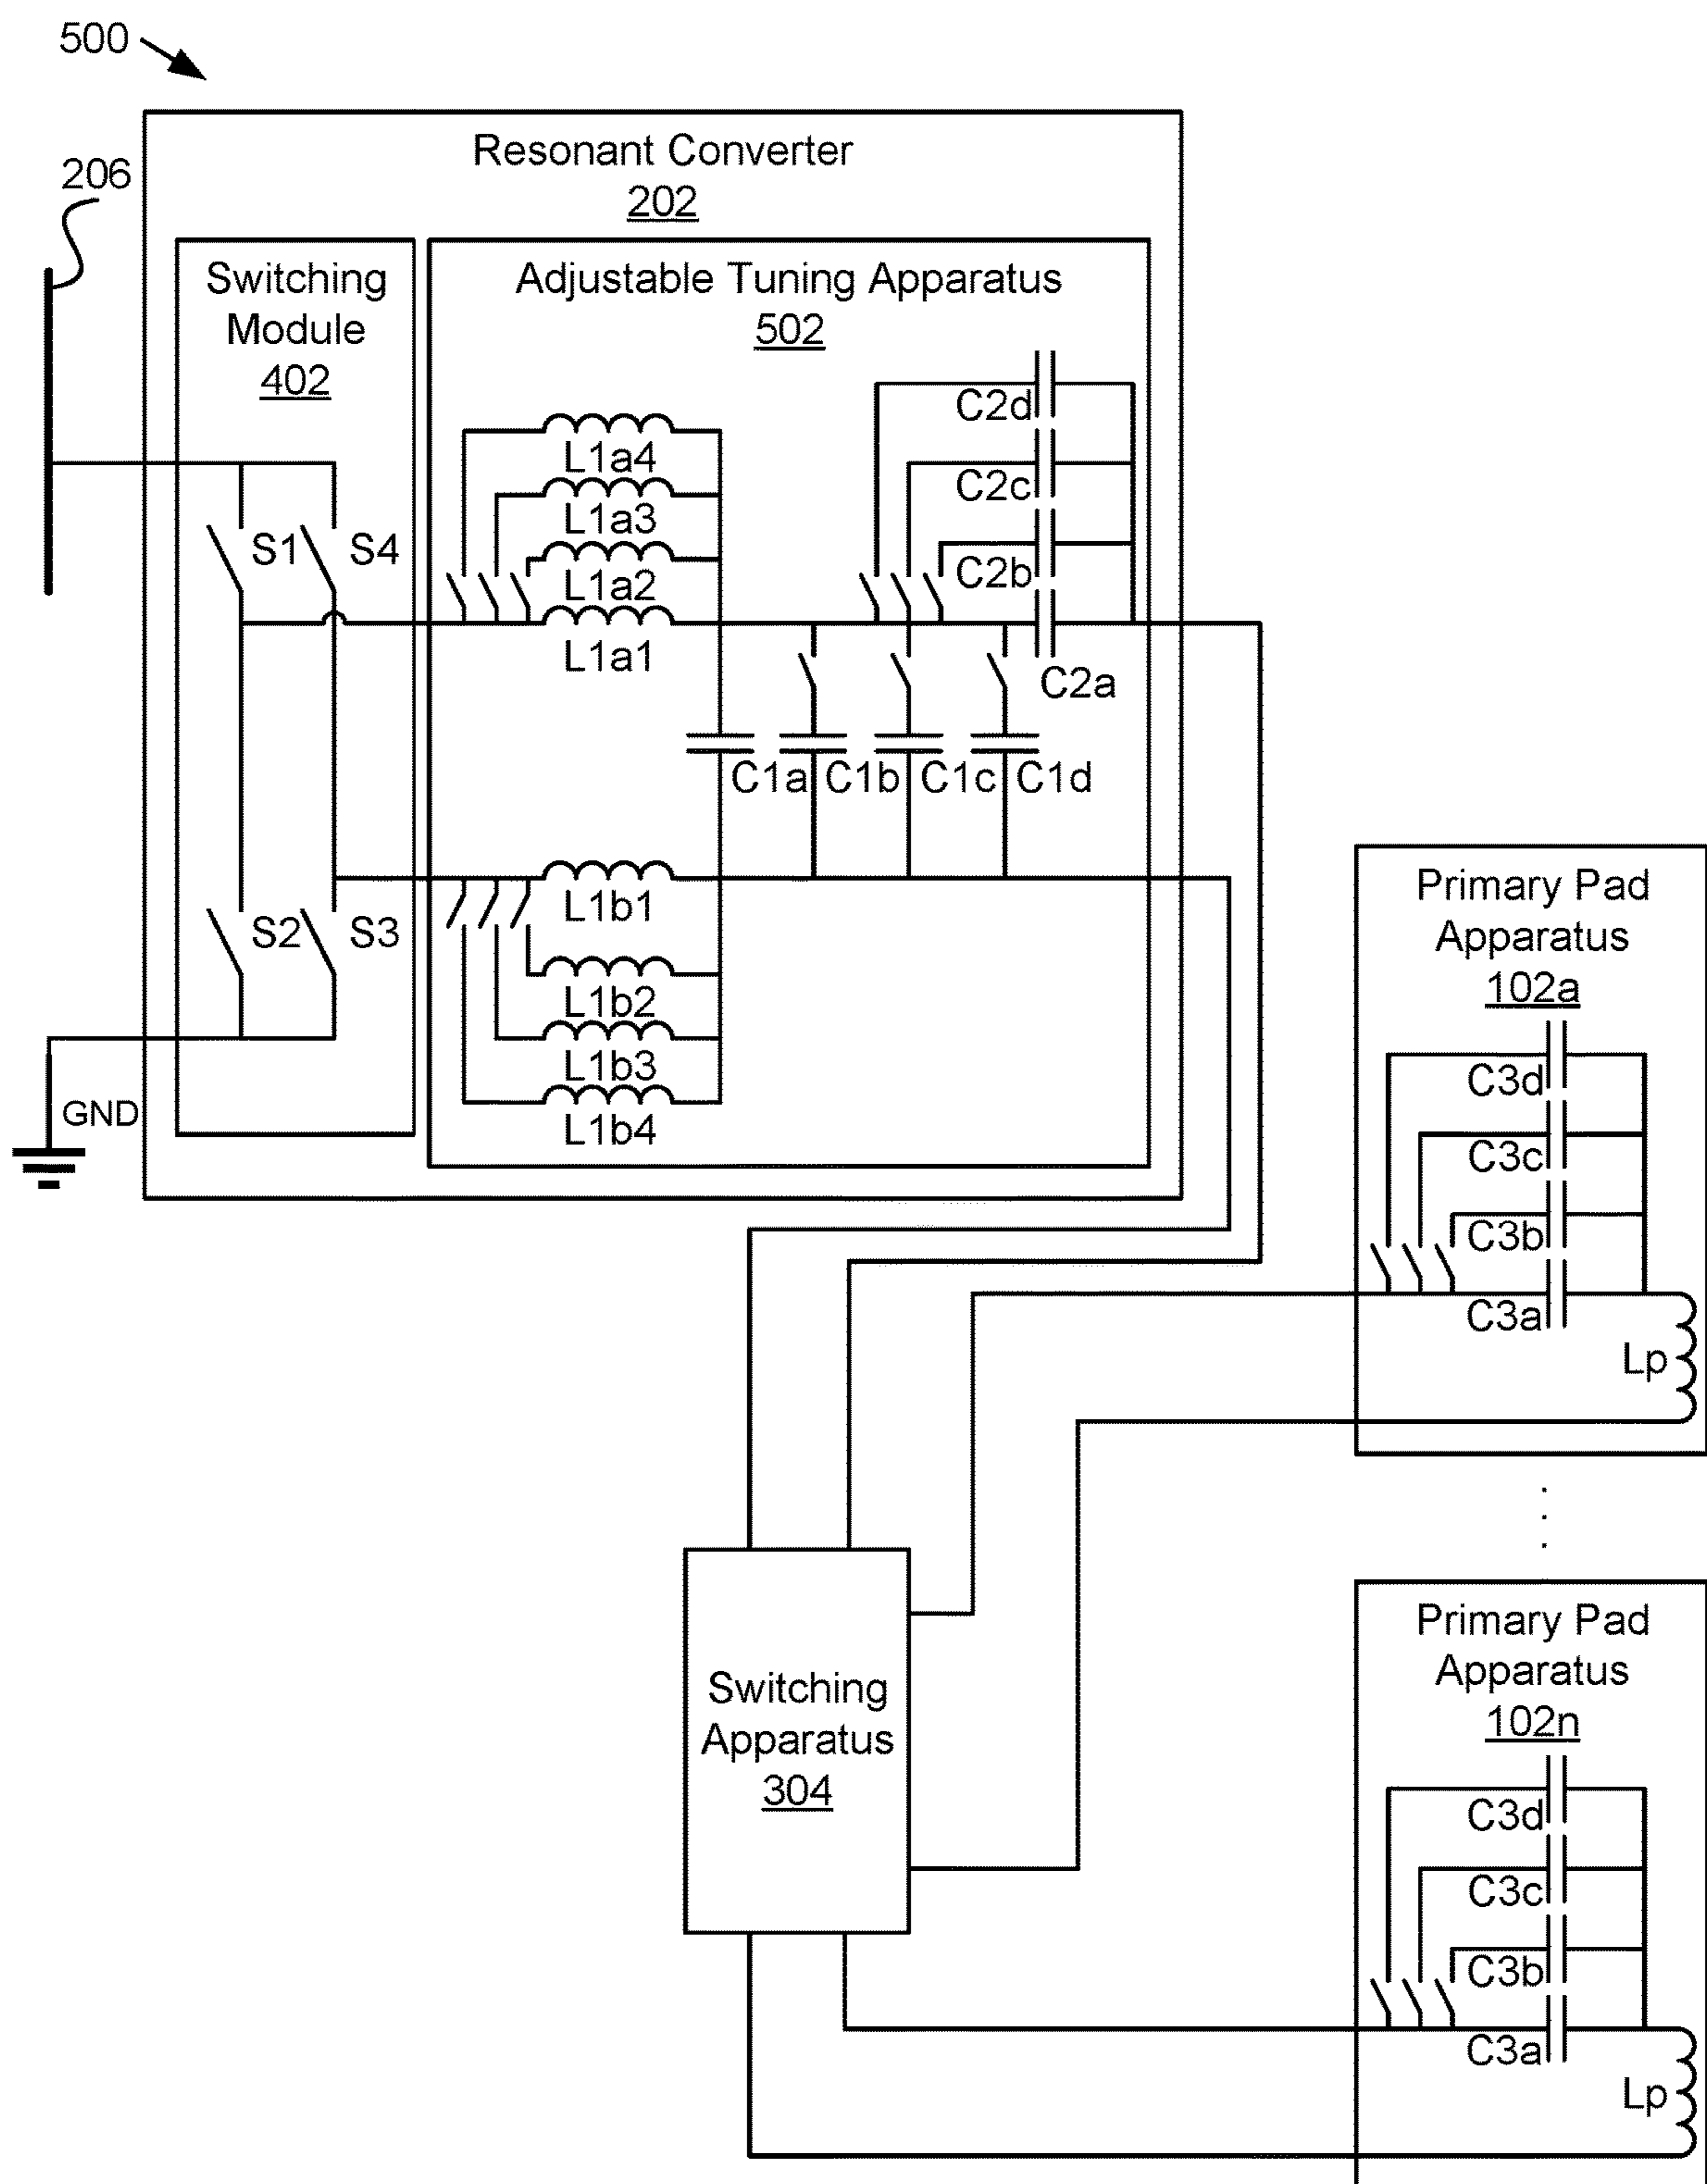 500
206
Resonant Converter
202
Switching
Module
402
Adjustable Tuning Apparatus
502
C2d
C2c
C2b
C2a
L1a4
L1a3
L1a2
L1a1
S1
S4
C1a
C1b
C1c
C1d
L1b1
L1b2
L1b3
L1b4
S2
S3
GND
Primary Pad
Apparatus
102a
C3d
C3c
C3b
C3a
Lp
Switching
Apparatus
304
Primary Pad
Apparatus
102n
C3d
C3c
C3b
C3a
Lp